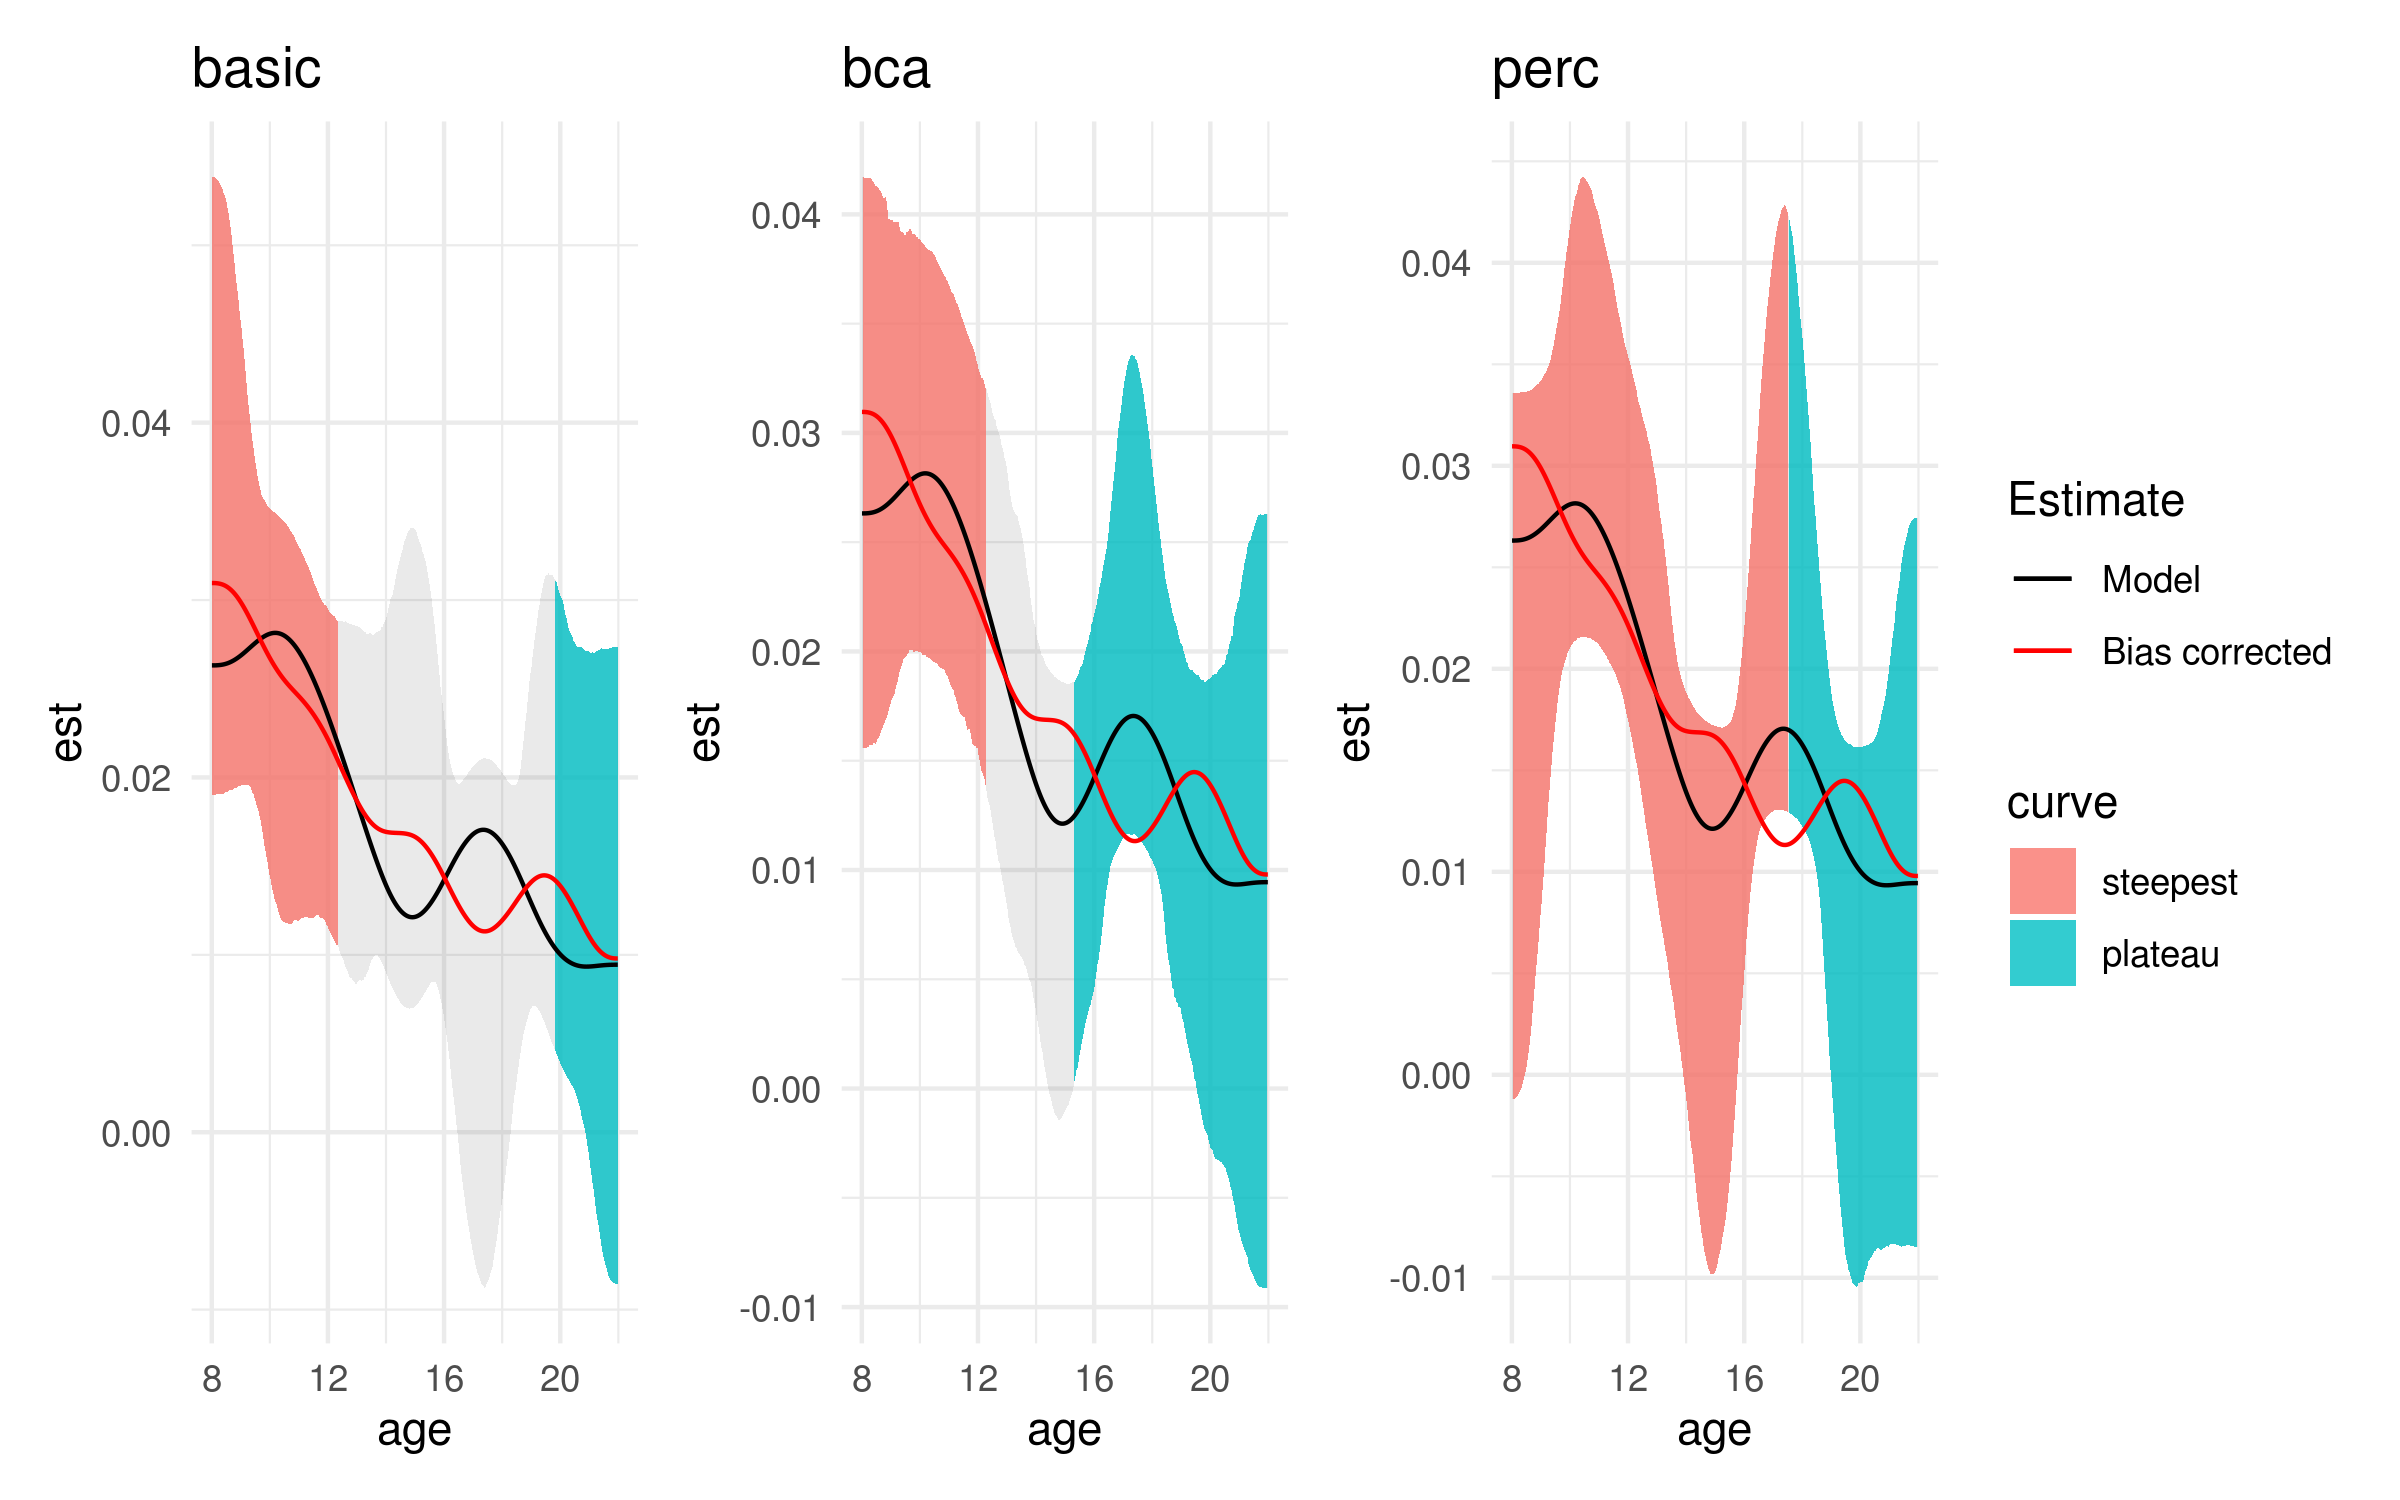 basic
bca
perc
0.04
0.02
0.00
est
8 12 16 20
age
0.04
0.03
0.02
0.01
0.00
-0.01
est
8 12 16 20
age
0.04
0.03
0.02
0.01
0.00
-0.01
est
8 12 16 20
age
Estimate
Model
Bias corrected
curve
steepest
plateau